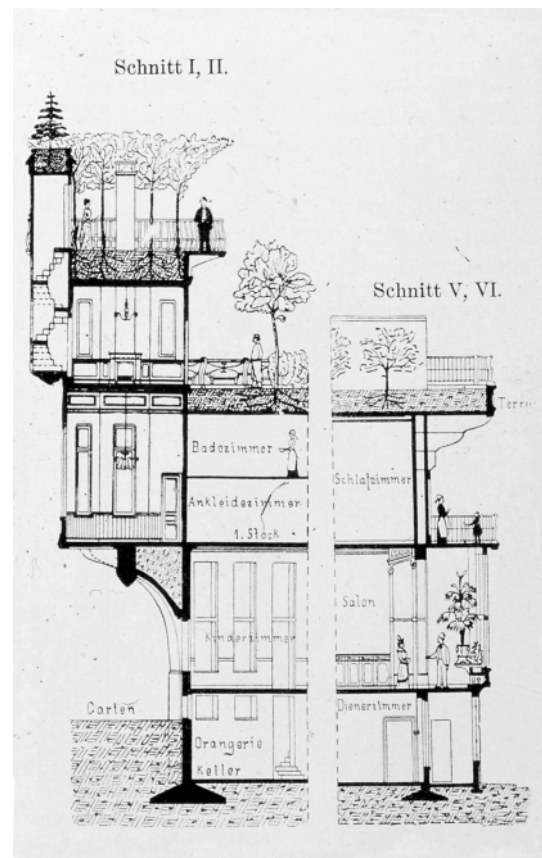 Schnitt I, II.
Schnitt V, VI.
Badezimmer
Schlafzimmer
Ankleidezimmer
1. Stock
Salon
Kinderzimmer
Garten
Dienerzimmer
Orangerie
Keller